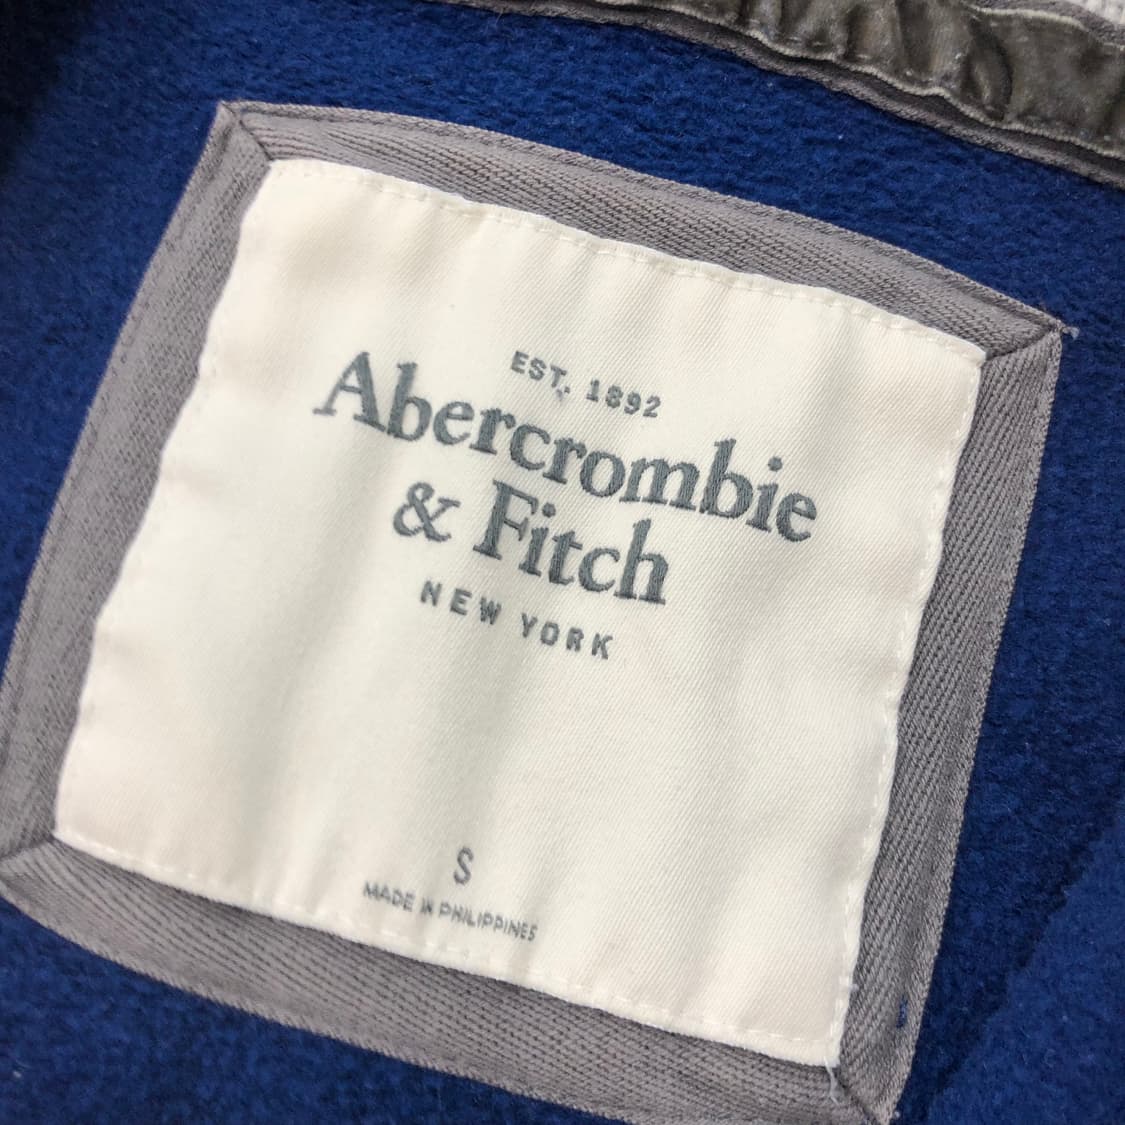 EST. 1892
Abercrombie
& Fitch
NEW YORK
S
MADE IN PHILIPPINES